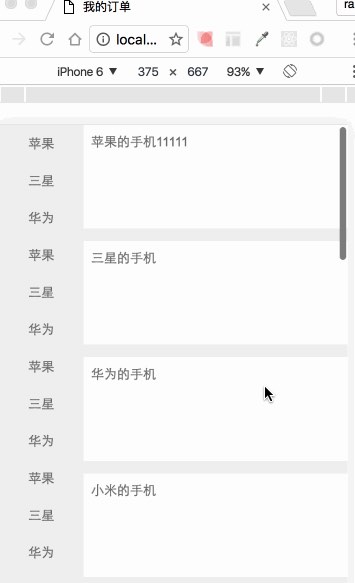 我的订单
ra
local...
iPhone 6 ▼ 375 × 667 93% ▼
苹果
三星
华为
苹果
三星
华为
苹果
三星
华为
苹果
三星
华为
苹果的手机11111
三星的手机
华为的手机
小米的手机